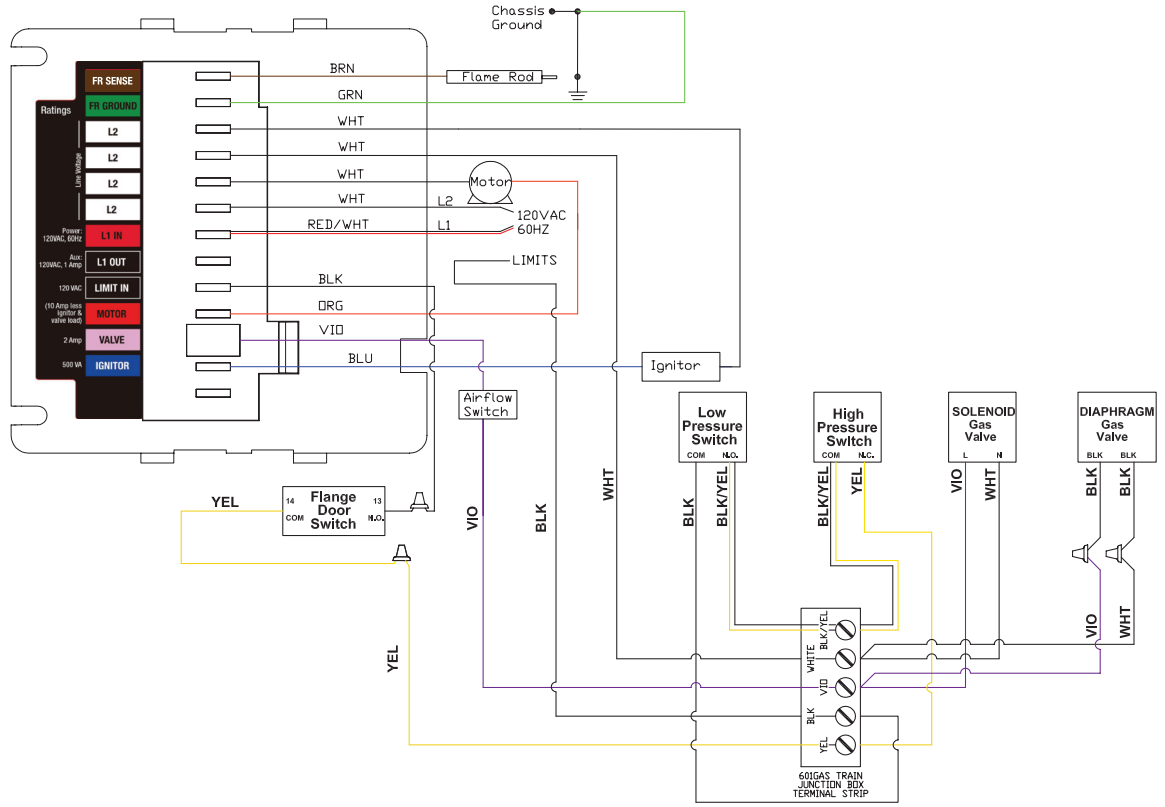 Chassis
Ground
FR SENSE
BRN
Flame Rod
Ratings
FR GROUND
GRN
L2
WHT
Line Voltage
L2
WHT
L2
WHT
Motor
L2
WHT
L2
120VAC
60HZ
Power:
120VAC, 60Hz
L1 IN
RED/WHT
L1
Aux:
120VAC, 1 Amp
L1 OUT
LIMITS
120 VAC
LIMIT IN
BLK
(10 Amp less
ignitor &
valve load)
MOTOR
ORG
2 Amp
VALVE
VIO
500 VA
IGNITOR
BLU
Ignitor
Airflow
Switch
Low
Pressure
Switch
COM
N.O.
High
Pressure
Switch
COM
N.C.
SOLENOID
Gas
Valve
L
N
DIAPHRAGM
Gas
Valve
BLK
BLK
YEL
14
COM
Flange
Door
Switch
13
N.O.
VIO
BLK
WHT
BLK
BLK/YEL
BLK/YEL
YEL
VIO
WHT
BLK
BLK
VIO
WHT
YEL
BLK/YEL
WHITE
VIO
BLK
YEL
601GAS TRAIN
JUNCTION BOX
TERMINAL STRIP